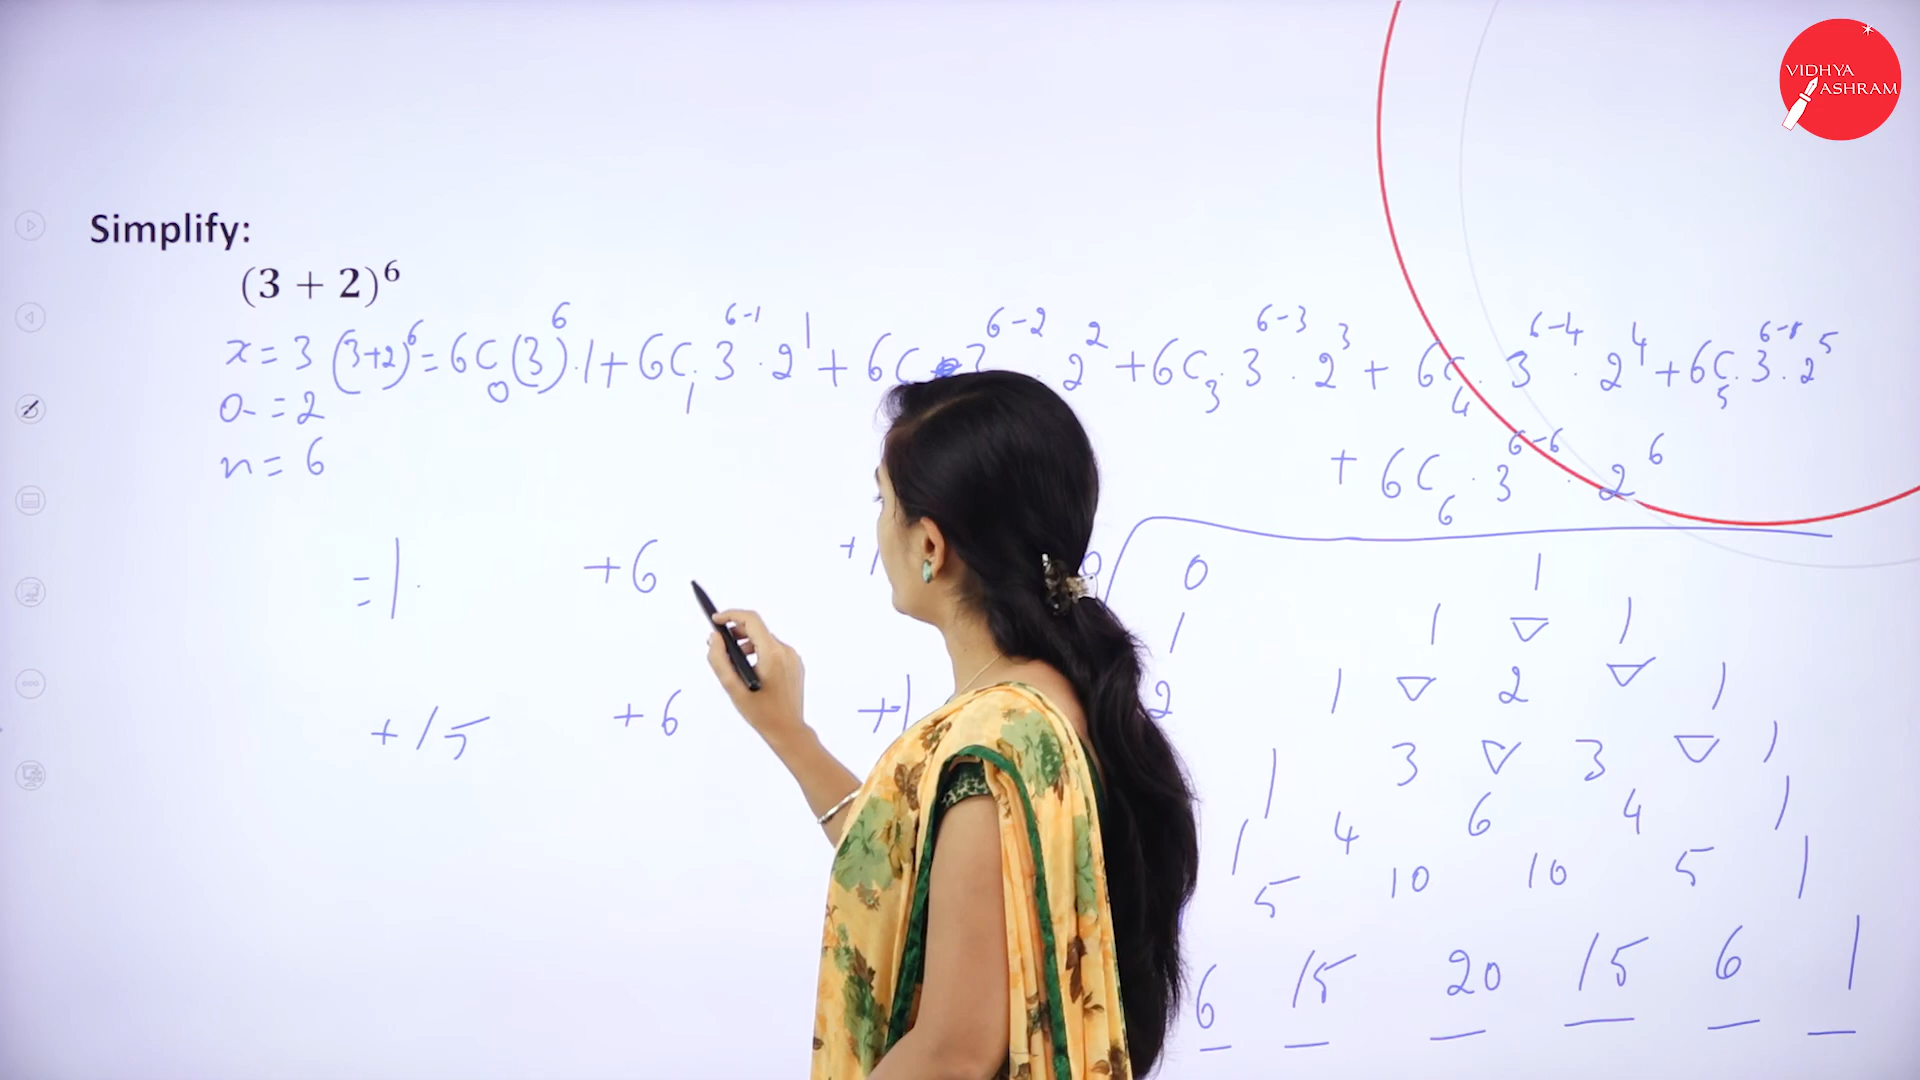 VIDHYA
ASHRAM
Simplify:
(3 + 2)⁶
x = 3 (3+2)⁶ = 6C₀(3)⁶.1 + 6C₁.3⁶⁻¹.2¹ + 6C 3⁶⁻².2² + 6C₃.3⁶⁻³.2³ + 6C₄.3⁶⁻⁴.2⁴ + 6C₅.3⁶⁻⁵.2⁵
a = 2
+ 6C₆.3⁶⁻⁶.2⁶
n = 6
= 1. + 6 +
+15 + 6 + 1
0 1
1 1 1
2 1 2 1
1 3 3 1
1 4 6 4 1
5 10 10 5 1
6 15 20 15 6 1